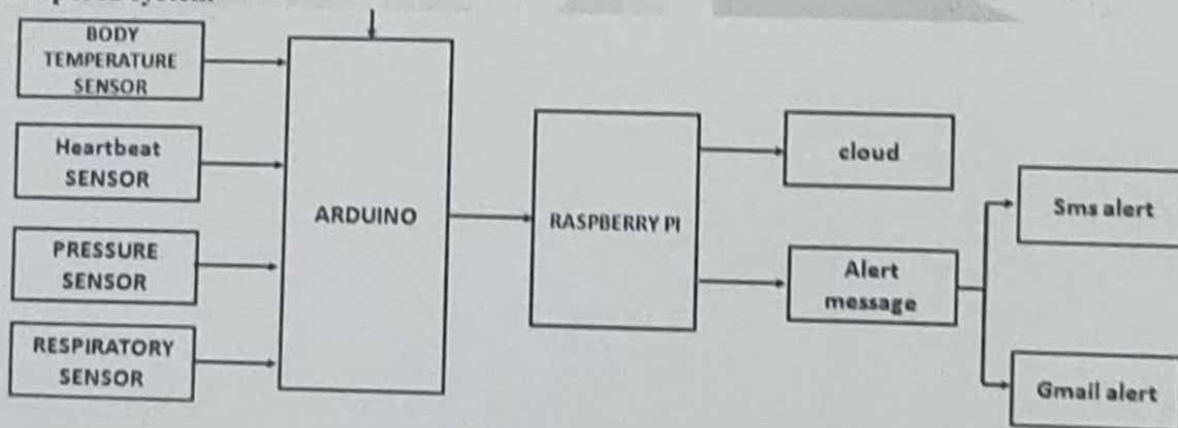 system
BODY
TEMPERATURE
SENSOR
Heartbeat
SENSOR
PRESSURE
SENSOR
RESPIRATORY
SENSOR
ARDUINO
RASPBERRY PI
cloud
Alert
message
Sms alert
Gmail alert